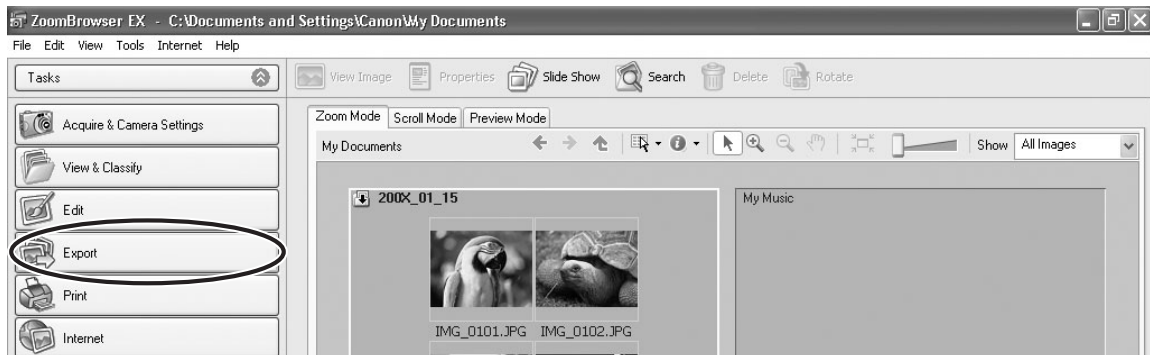 ZoomBrowser EX - C:\Documents and Settings\Canon\My Documents
File Edit View Tools Internet Help
Tasks
View Image Properties Slide Show Search Delete Rotate
Acquire & Camera Settings
View & Classify
Edit
Export
Print
Internet
Zoom Mode Scroll Mode Preview Mode
My Documents
Show All Images
200X_01_15
My Music
IMG_0101.JPG IMG_0102.JPG